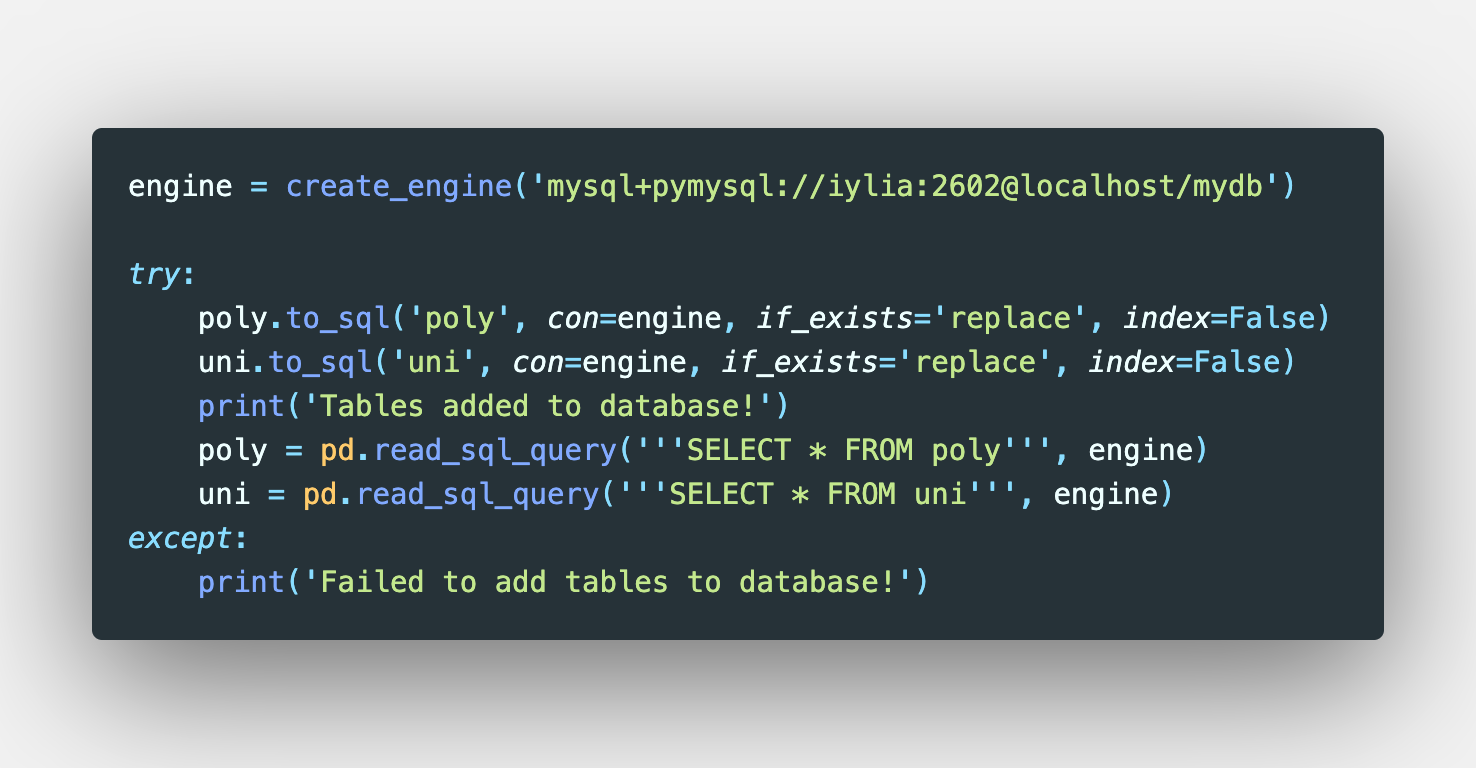 engine = create_engine('mysql+pymysql://iylia:2602@localhost/mydb')
try:
    poly.to_sql('poly', con=engine, if_exists='replace', index=False)
    uni.to_sql('uni', con=engine, if_exists='replace', index=False)
    print('Tables added to database!')
    poly = pd.read_sql_query('''SELECT * FROM poly''', engine)
    uni = pd.read_sql_query('''SELECT * FROM uni''', engine)
except:
    print('Failed to add tables to database!')